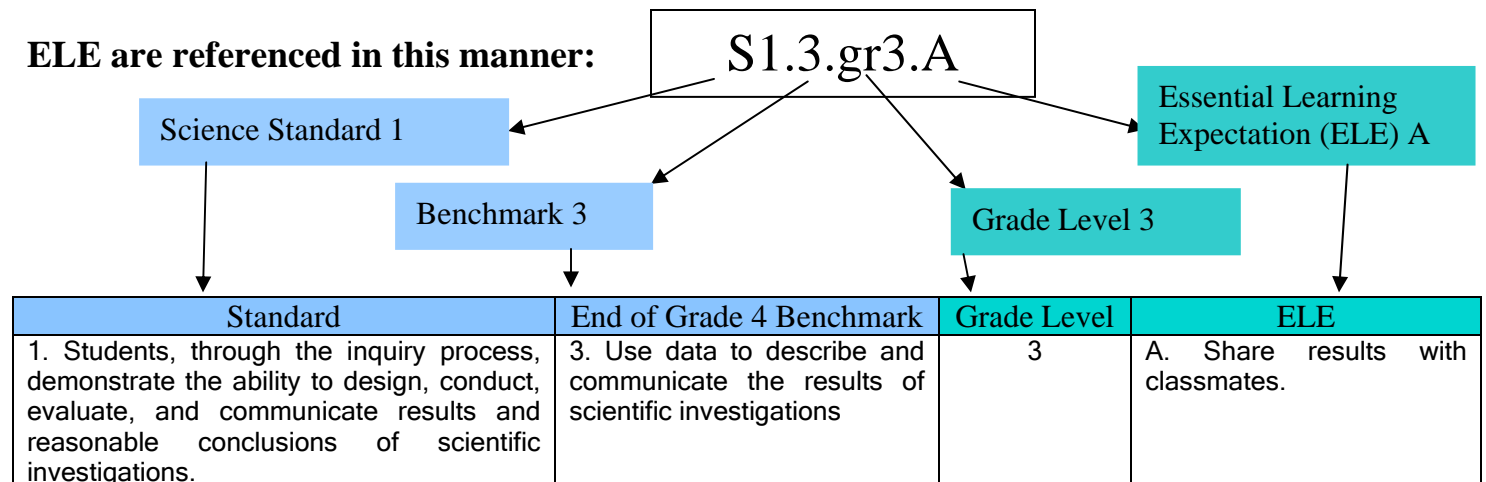 ELE are referenced in this manner:
S1.3.gr3.A
Science Standard 1
Essential Learning
Expectation (ELE) A
Benchmark 3
Grade Level 3
Standard
End of Grade 4 Benchmark
Grade Level
ELE
1. Students, through the inquiry process,
demonstrate the ability to design, conduct,
evaluate, and communicate results and
reasonable conclusions of scientific
investigations.
3. Use data to describe and
communicate the results of
scientific investigations
3
A. Share results with
classmates.